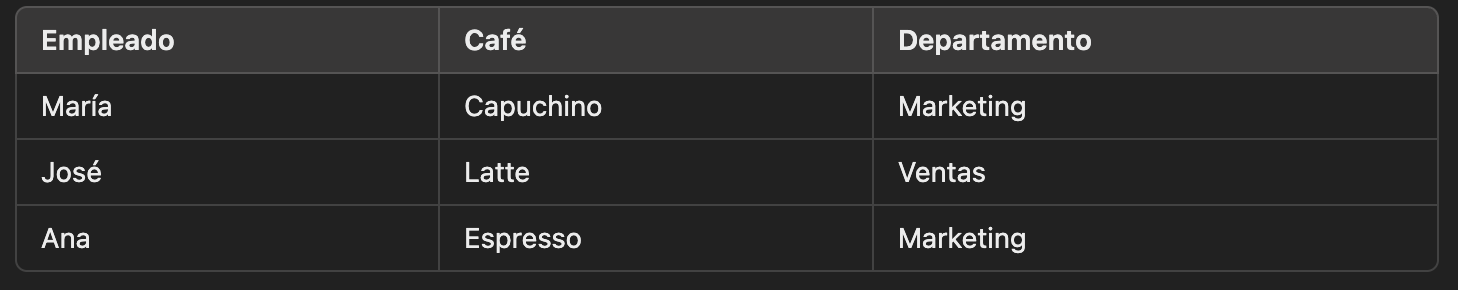 Empleado Café Departamento
María Capuchino Marketing
José Latte Ventas
Ana Espresso Marketing